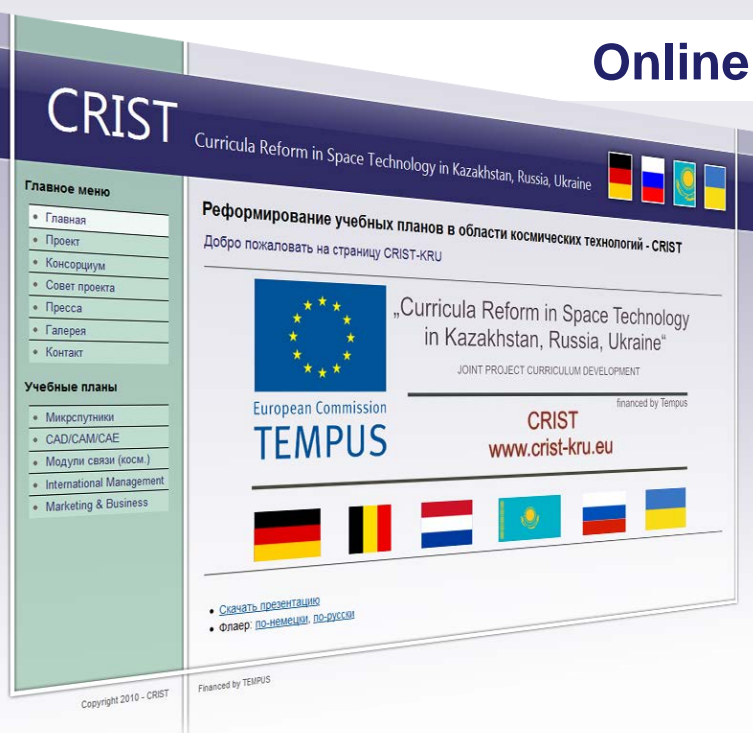 Online
CRIST
Curricula Reform in Space Technology in Kazakhstan, Russia, Ukraine
Главное меню
Главная
Проект
Консорциум
Совет проекта
Пресса
Галерея
Контакт
Учебные планы
Микрспутники
CAD/CAM/CAE
Модули связи (косм.)
International Management
Marketing & Business
Реформирование учебных планов в области космических технологий - CRIST
Добро пожаловать на страницу CRIST-KRU
European Commission
TEMPUS
„Curricula Reform in Space Technology
in Kazakhstan, Russia, Ukraine“
JOINT PROJECT CURRICULUM DEVELOPMENT
financed by Tempus
CRIST
www.crist-kru.eu
Скачать презентацию
Флаер: по-немецки, по-русски
Copyright 2010 - CRIST
Financed by TEMPUS